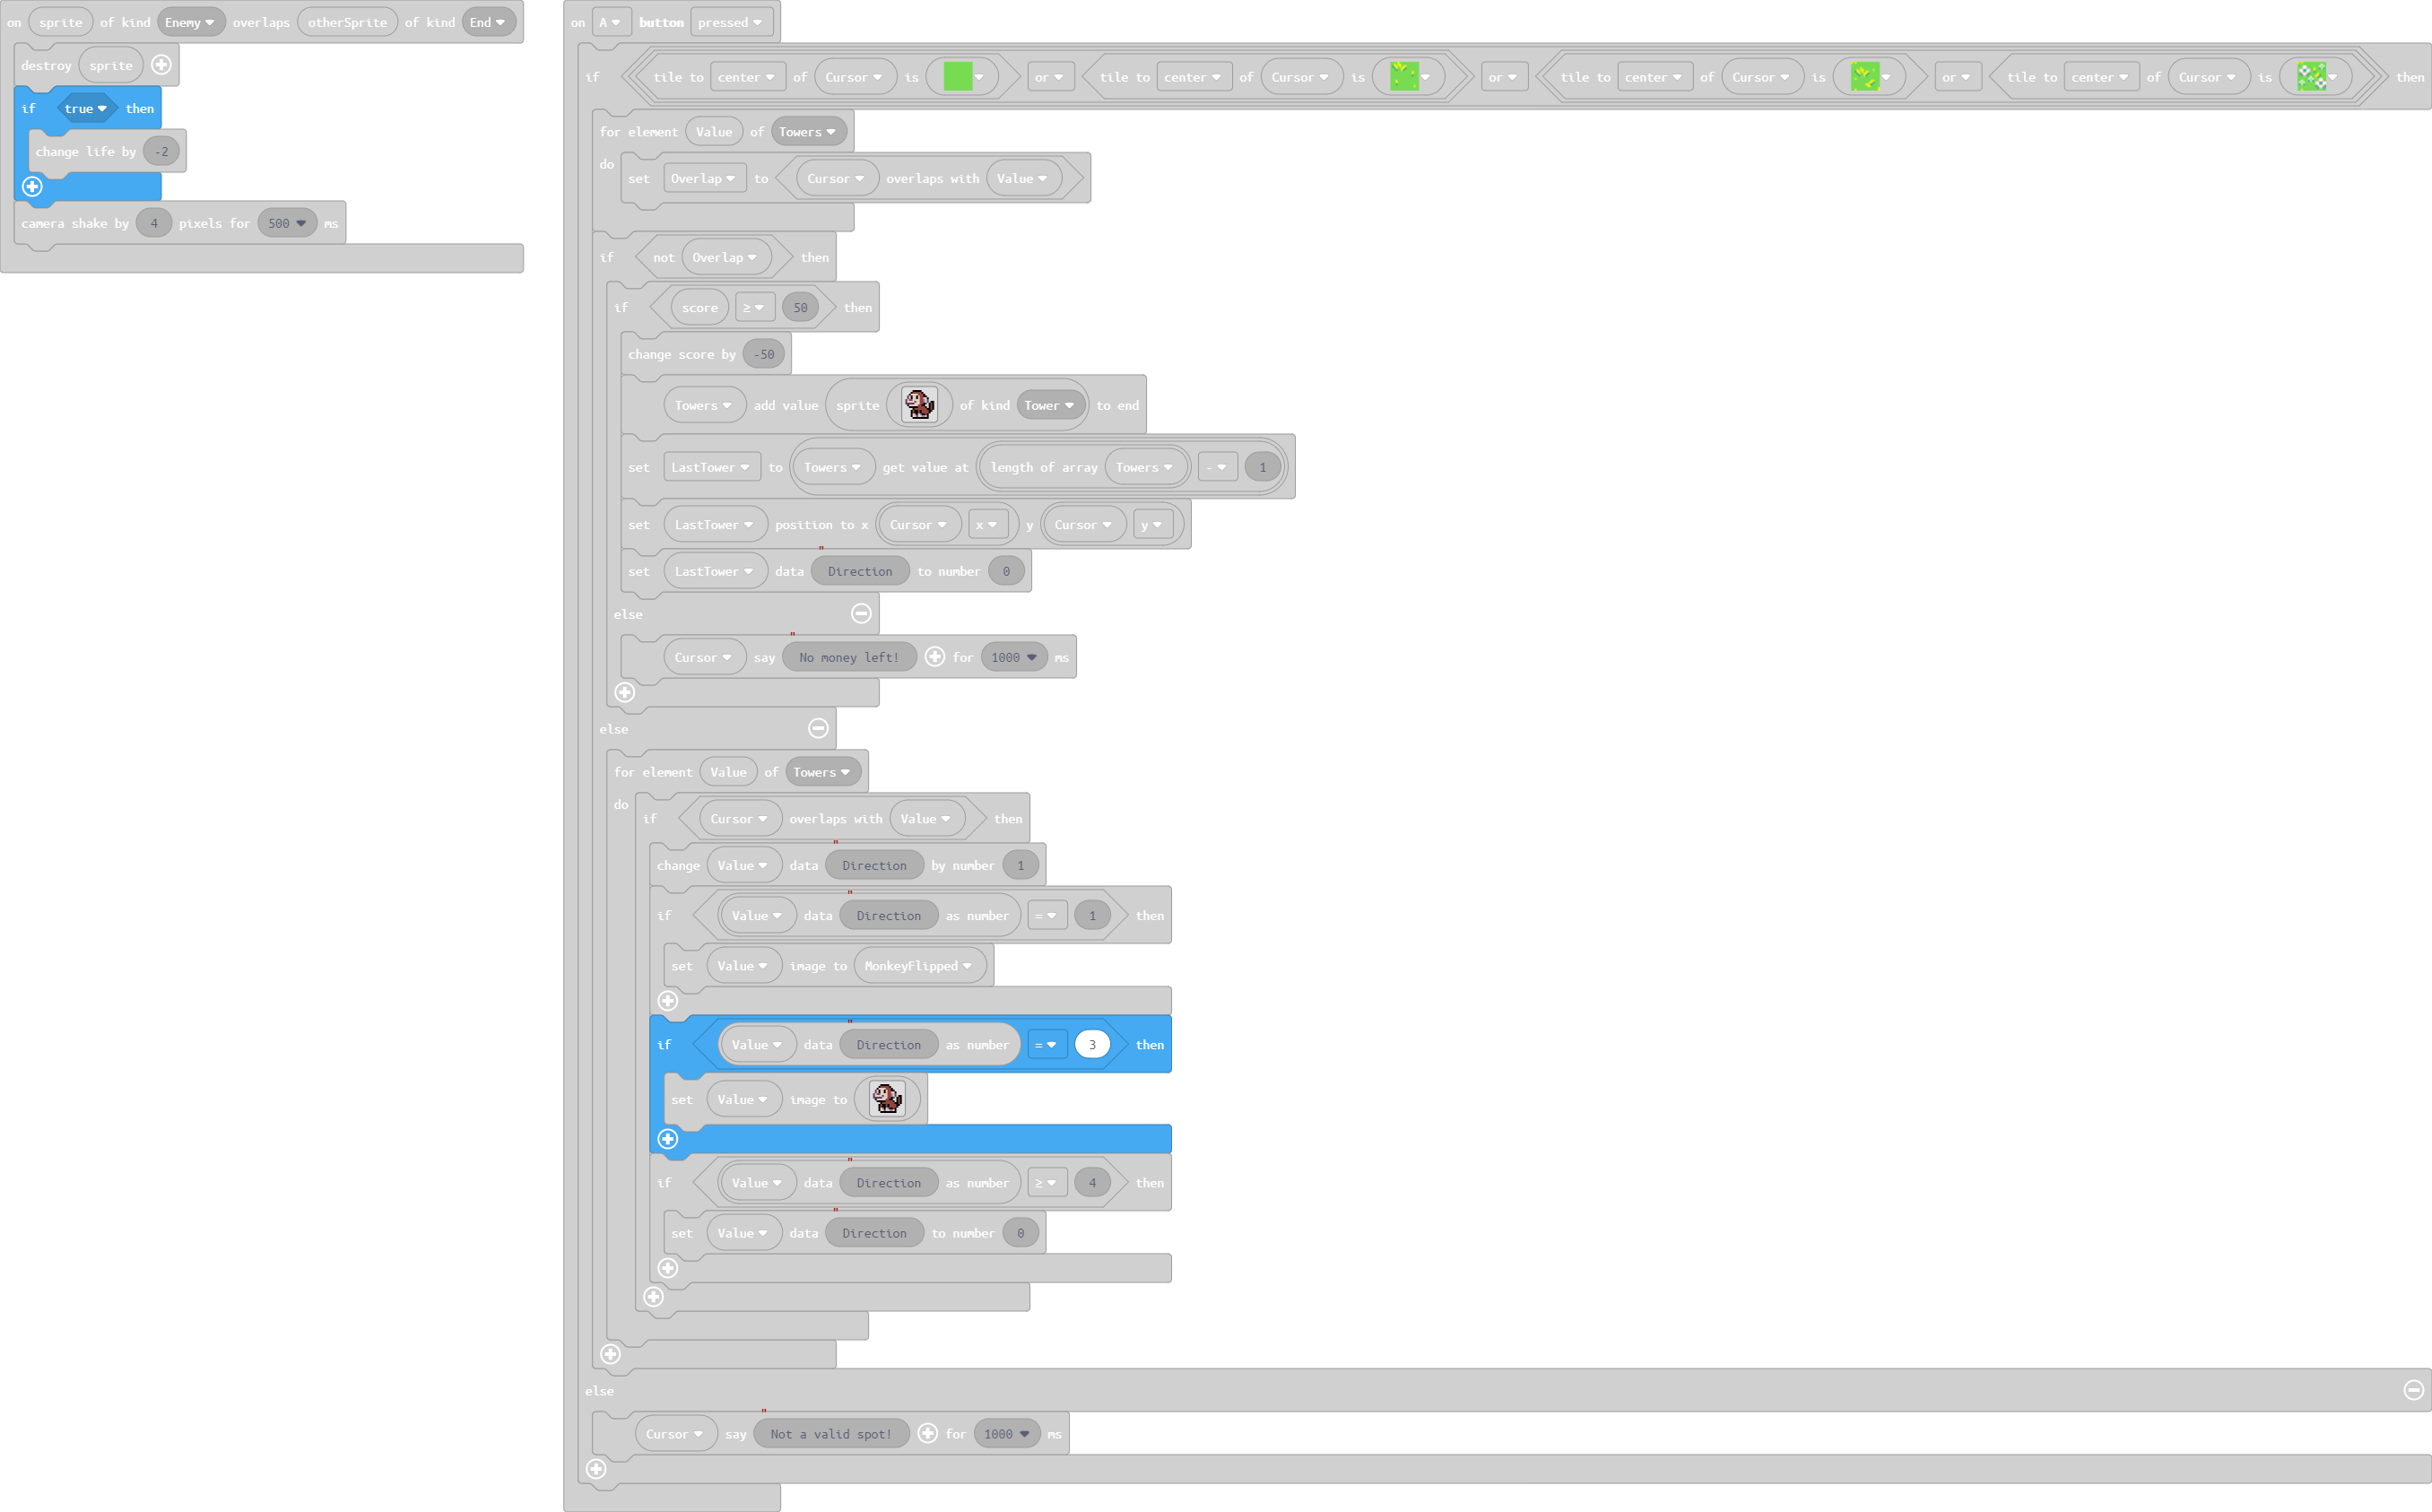 on sprite of kind Enemy overlaps otherSprite of kind End
destroy sprite
if true then
change life by -2
camera shake by 4 pixels for 500 ms
on A button pressed
if tile to center of Cursor is or tile to center of Cursor is or tile to center of Cursor is or tile to center of Cursor is then
for element Value of Towers
do set Overlap to Cursor overlaps with Value
if not Overlap then
if score ≥ 50 then
change score by -50
Towers add value sprite of kind Tower to end
set LastTower to Towers get value at length of array Towers - 1
set LastTower position to x Cursor x y Cursor y
set LastTower data " Direction to number 0
else
Cursor say " No money left! for 1000 ms
else
for element Value of Towers
do if Cursor overlaps with Value then
change Value data " Direction by number 1
if Value data " Direction as number = 1 then
set Value image to MonkeyFlipped
if Value data " Direction as number = 3 then
set Value image to
if Value data " Direction as number ≥ 4 then
set Value data " Direction to number 0
else
Cursor say " Not a valid spot! for 1000 ms